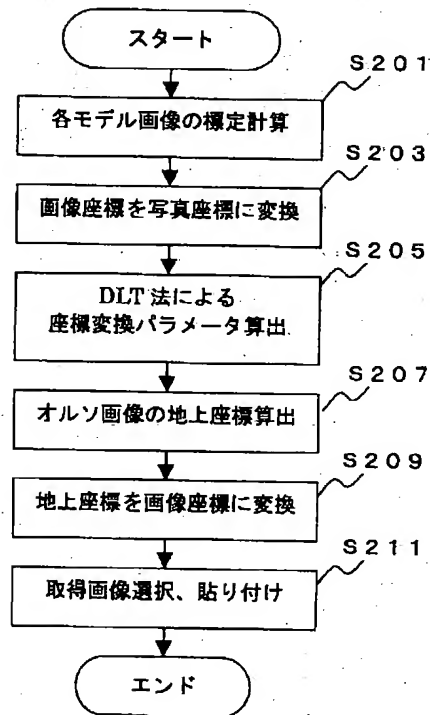 スタート
S201
各モデル画像の標定計算
S203
画像座標を写真座標に変換
S205
DLT法による
座標変換パラメータ算出
S207
オルソ画像の地上座標算出
S209
地上座標を画像座標に変換
S211
取得画像選択、貼り付け
エンド